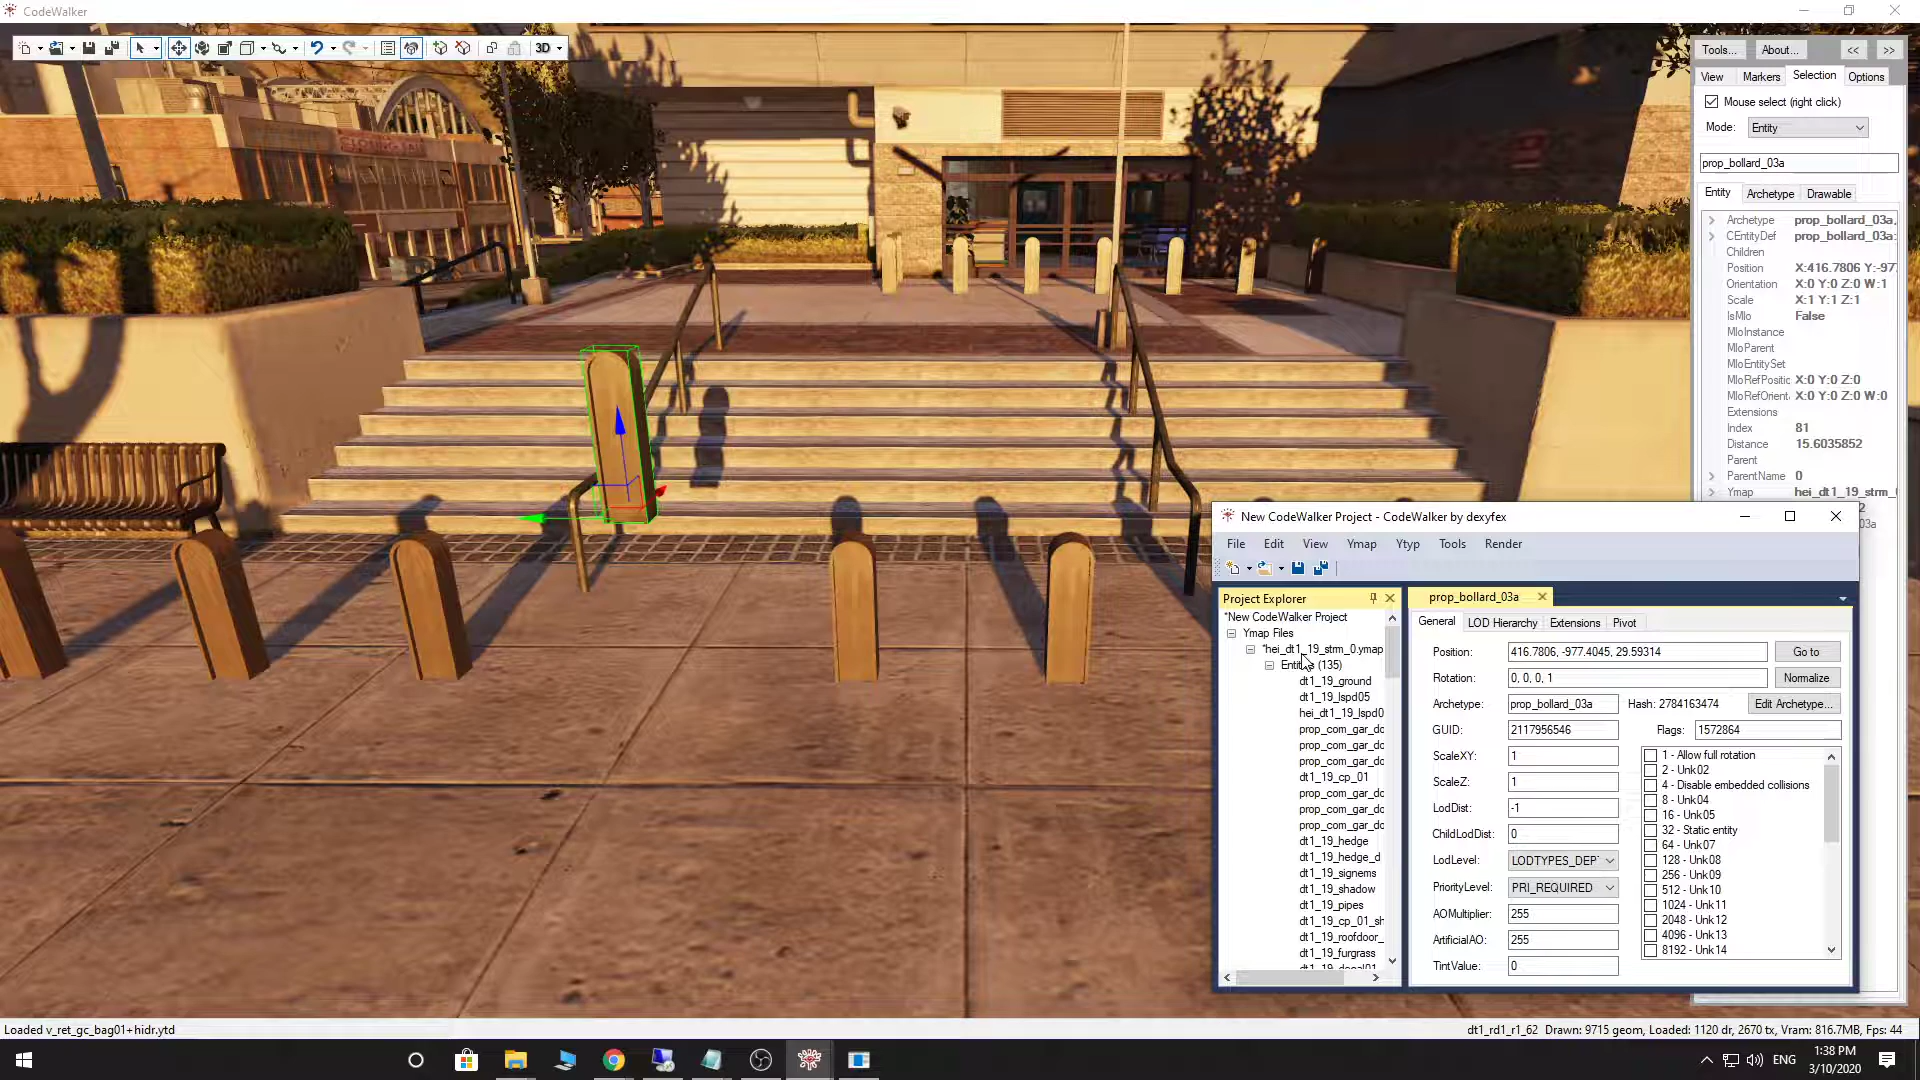 CodeWalker
3D
Tools...
About...
<<
>>
View
Markers
Selection
Options
Mouse select (right click)
Mode:
Entity
prop_bollard_03a
Entity
Archetype
Drawable
Archetype prop_bollard_03a,
CEntityDef prop_bollard_03a:
Children
Position X:416.7806 Y:-977
Orientation X:0 Y:0 Z:0 W:1
Scale X:1 Y:1 Z:1
IsMlo False
MloInstance
MloParent
MloEntitySet
MloRefPositic X:0 Y:0 Z:0
MloRefOrient X:0 Y:0 Z:0 W:0
Extensions
Index 81
Distance 15.6035852
Parent
ParentName 0
Ymap hei_dt1_19_strm_
New CodeWalker Project - CodeWalker by dexyfex
File Edit View Ymap Ytyp Tools Render
Project Explorer
*New CodeWalker Project
Ymap Files
*hei_dt1_19_strm_0.ymap
(135)
dt1_19_ground
dt1_19_lspd05
hei_dt1_19_lspd0
prop_com_gar_do
prop_com_gar_do
prop_com_gar_do
dt1_19_cp_01
prop_com_gar_do
prop_com_gar_do
prop_com_gar_do
dt1_19_hedge
dt1_19_hedge_d
dt1_19_signems
dt1_19_shadow
dt1_19_pipes
dt1_19_cp_01_sh
dt1_19_roofdoor_
dt1_19_furgrass
prop_bollard_03a
General LOD Hierarchy Extensions Pivot
Position: 416.7806, -977.4045, 29.59314 Go to
Rotation: 0, 0, 0, 1 Normalize
Archetype: prop_bollard_03a Hash: 2784163474 Edit Archetype...
GUID: 2117956546 Flags: 1572864
ScaleXY: 1
ScaleZ: 1
LodDist: -1
ChildLodDist: 0
LodLevel: LODTYPES_DEP
PriorityLevel: PRI_REQUIRED
AOMultiplier: 255
ArtificialAO: 255
TintValue: 0
1 - Allow full rotation
2 - Unk02
4 - Disable embedded collisions
8 - Unk04
16 - Unk05
32 - Static entity
64 - Unk07
128 - Unk08
256 - Unk09
512 - Unk10
1024 - Unk11
2048 - Unk12
4096 - Unk13
8192 - Unk14
Loaded v_ret_gc_bag01+hidr.ytd
dt1_rd1_r1_62 Drawn: 9715 geom, Loaded: 1120 dr, 2670 tx, Vram: 816.7MB, Fps: 44
ENG
1:38 PM
3/10/2020